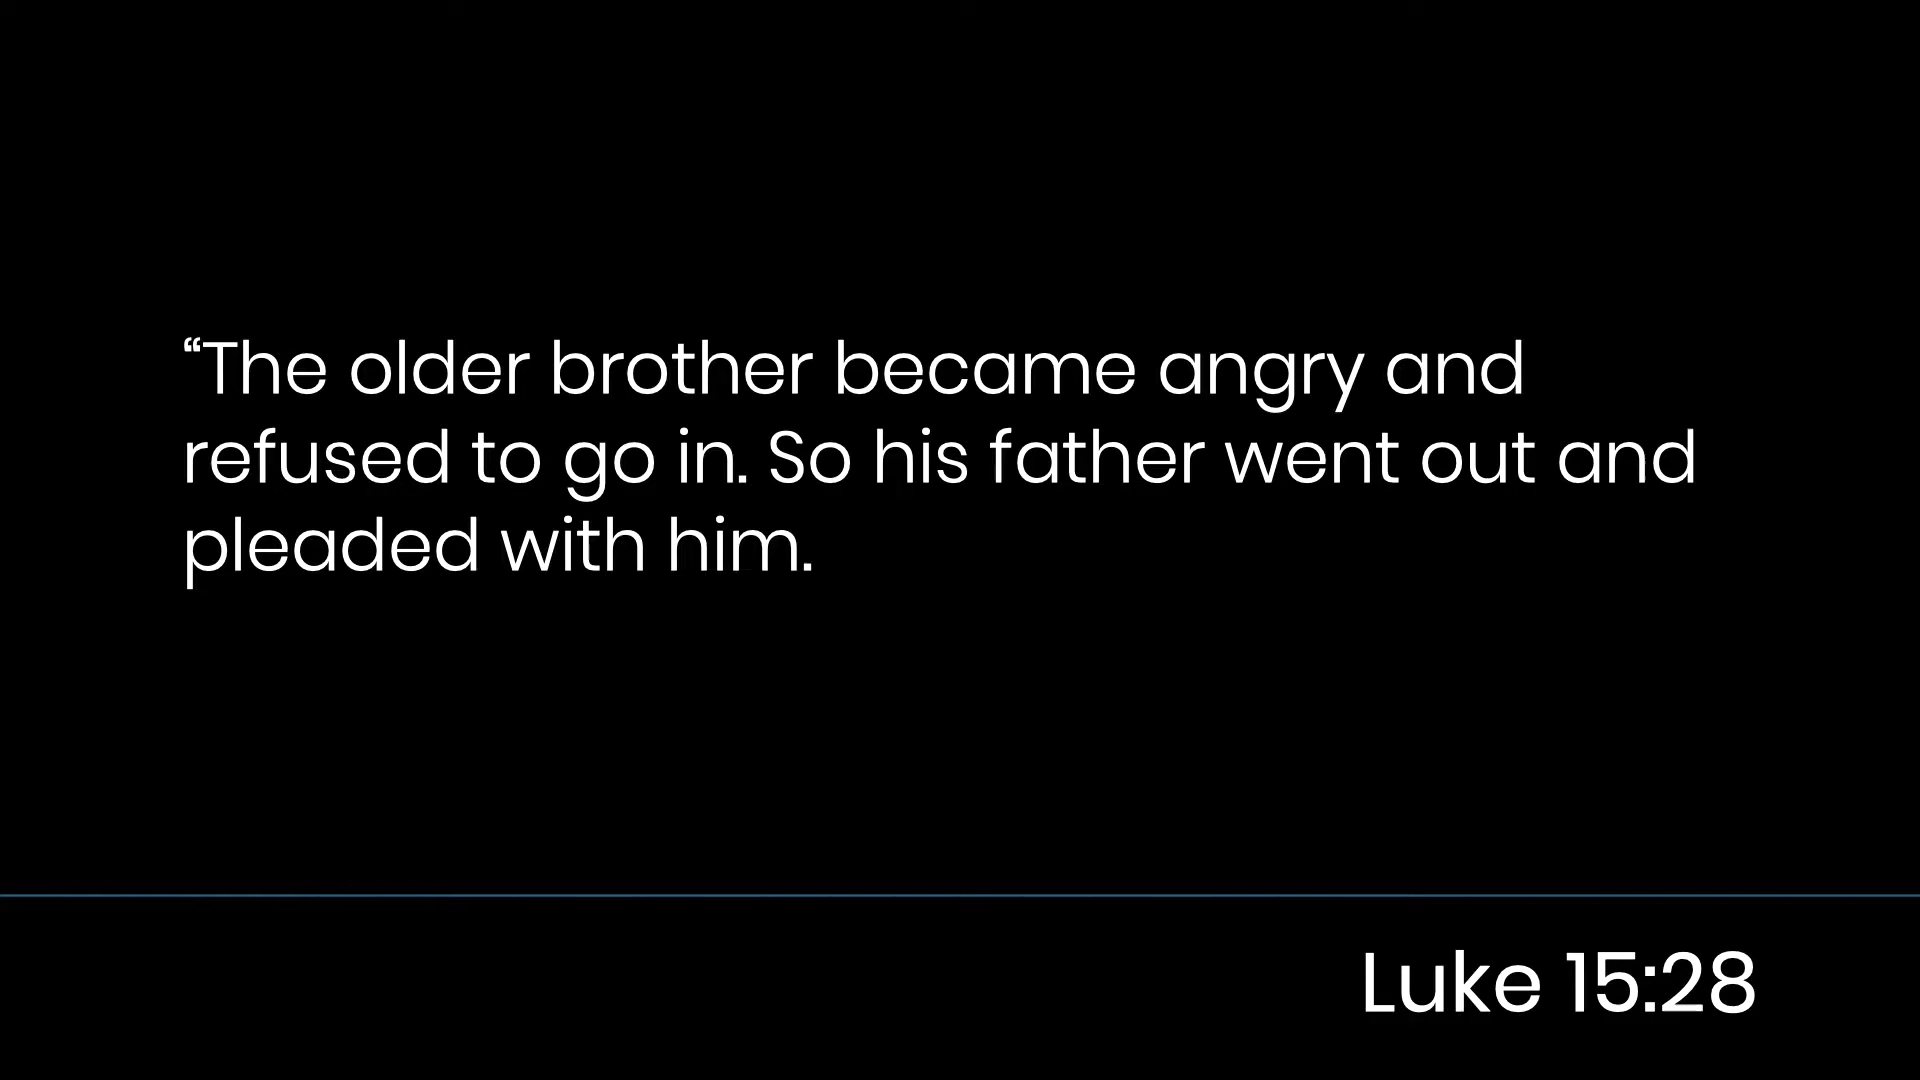 “The older brother became angry and
refused to go in. So his father went out and
pleaded with him.
Luke 15:28